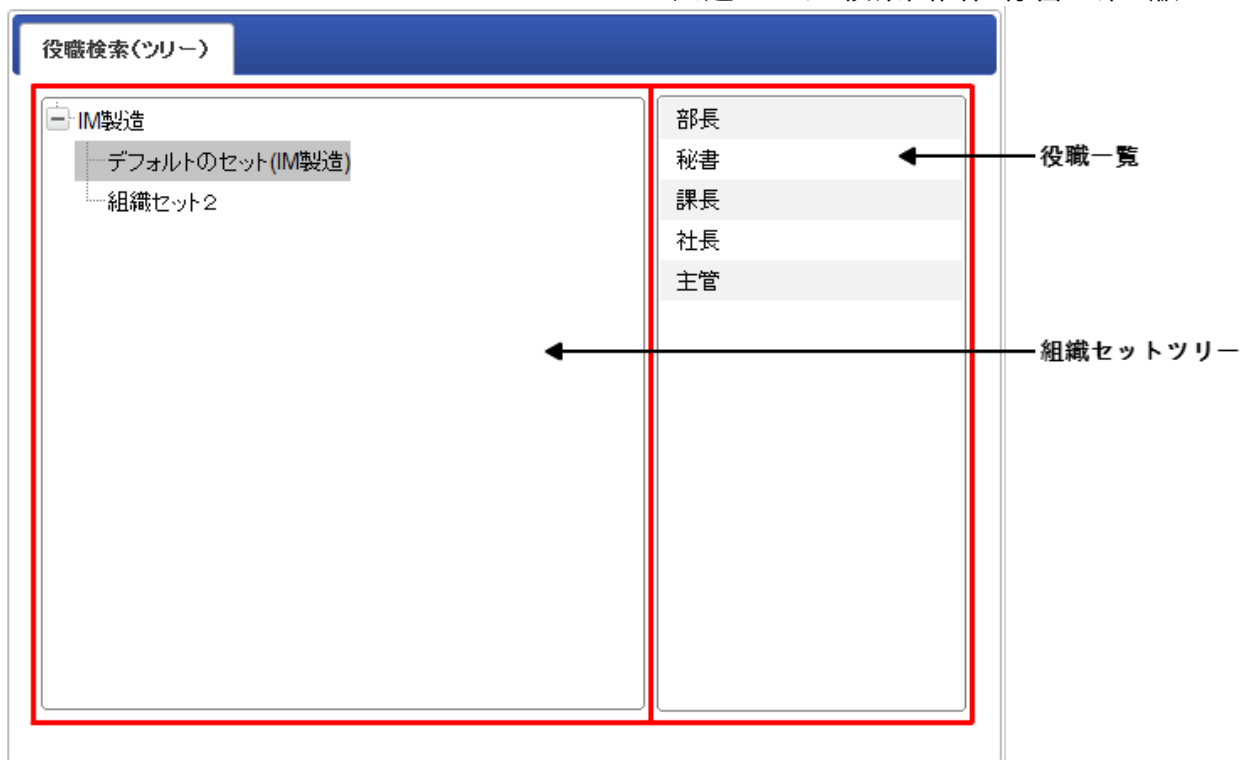 役職検索(ツリー)
IM製造
デフォルトのセット(IM製造)
組織セット２
部長
秘書
課長
社長
主管
役職一覧
組織セットツリー